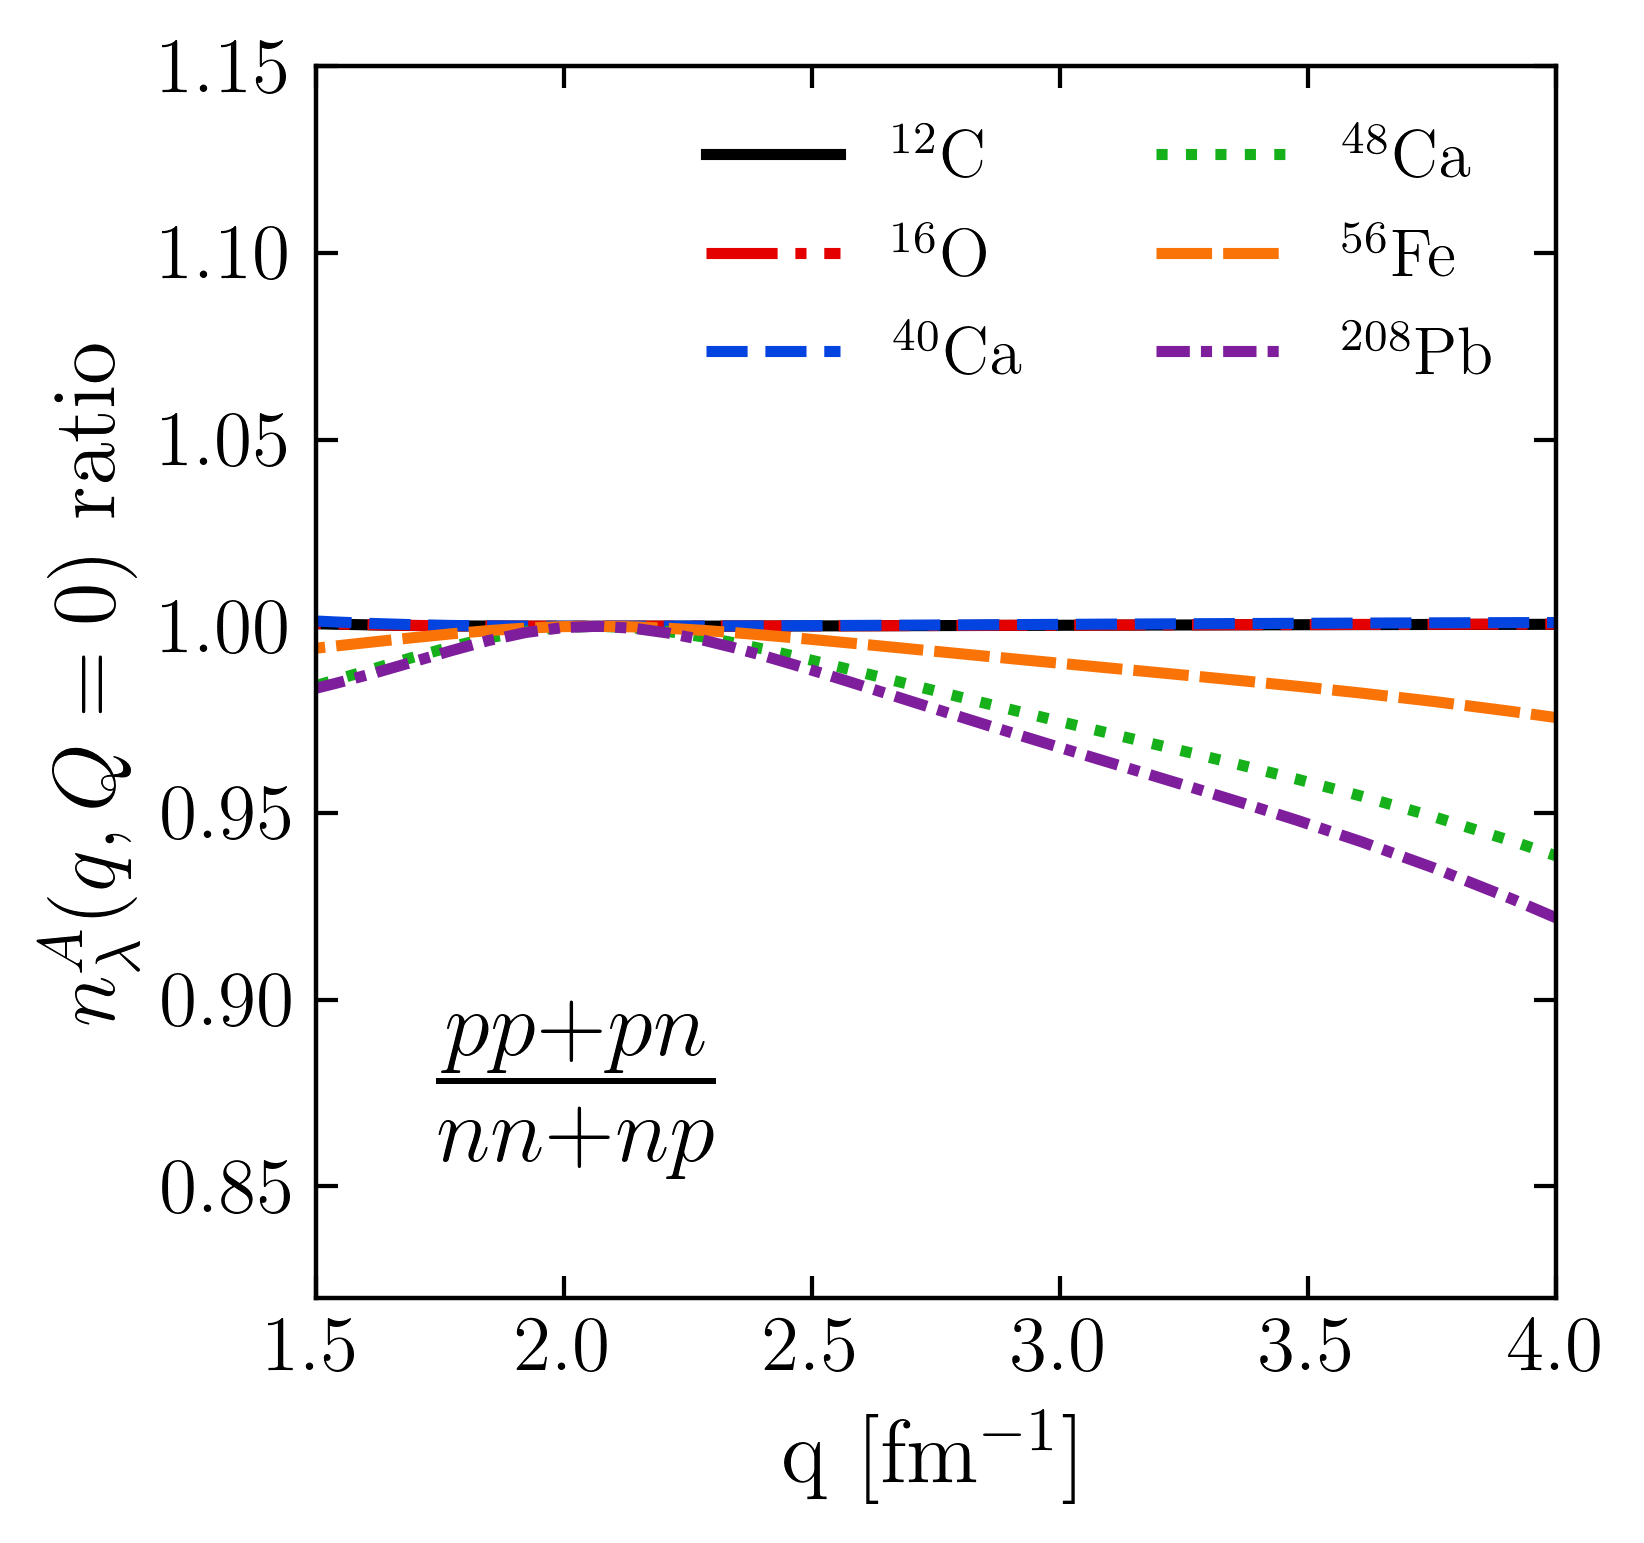 1.15
1.10
1.05
1.00
0.95
0.90
0.85
n_λ^A(q, Q = 0) ratio
¹²C
¹⁶O
⁴⁰Ca
⁴⁸Ca
⁵⁶Fe
²⁰⁸Pb
pp+pn
nn+np
1.5 2.0 2.5 3.0 3.5 4.0
q [fm⁻¹]